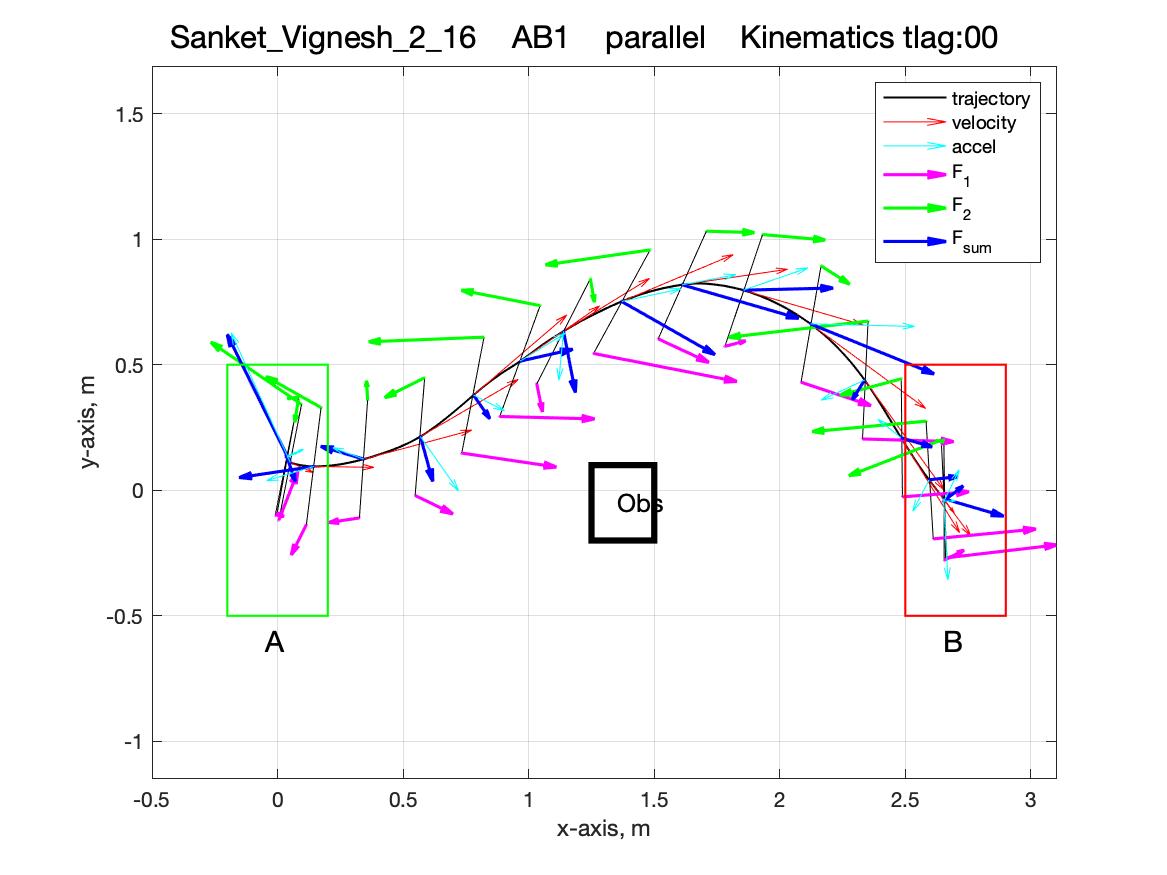 Sanket_Vignesh_2_16 AB1 parallel Kinematics tlag:00
trajectory
velocity
accel
F1
F2
Fsum
1.5
1
0.5
0
-0.5
-1
y-axis, m
Obs
A
B
-0.5 0 0.5 1 1.5 2 2.5 3
x-axis, m